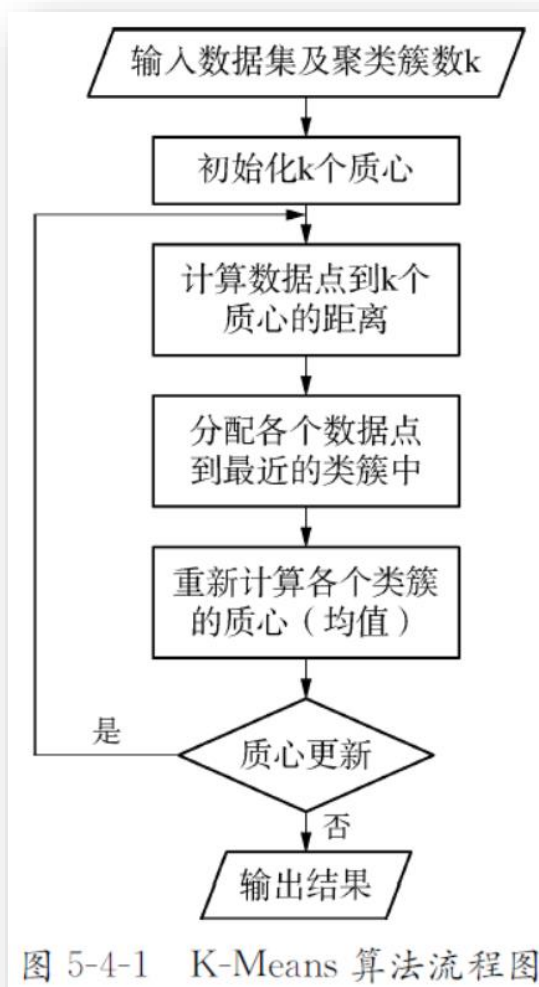 输入数据集及聚类簇数k
初始化k个质心
计算数据点到k个
质心的距离
分配各个数据点
到最近的类簇中
重新计算各个类簇
的质心（均值）
是
质心更新
否
输出结果
图 5-4-1 K-Means 算法流程图